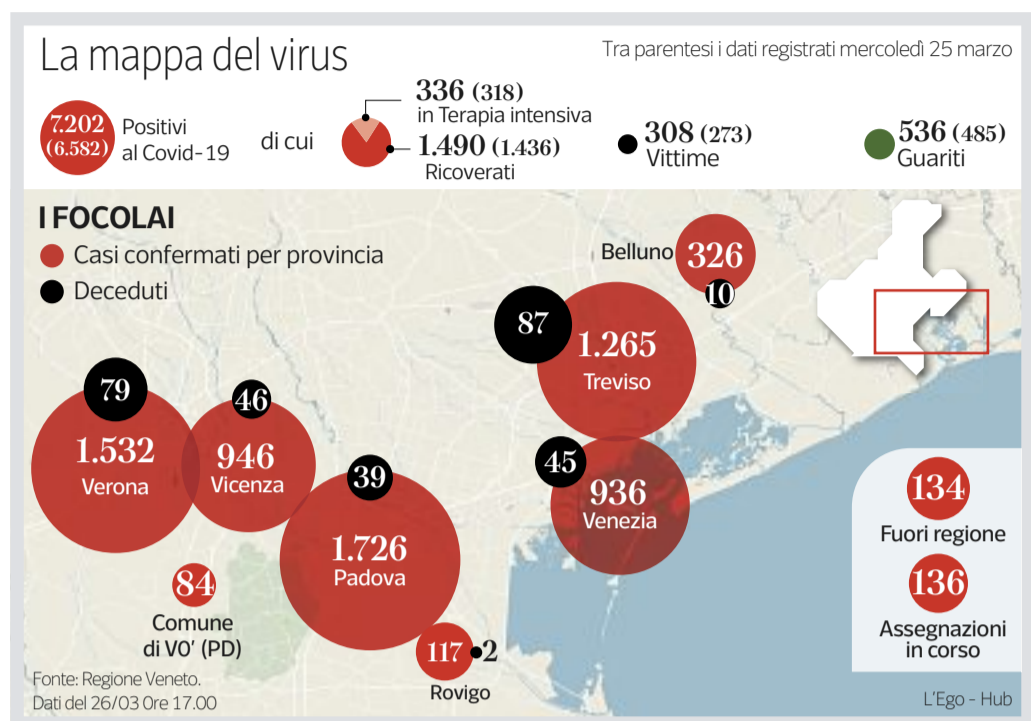 La mappa del virus
Tra parentesi i dati registrati mercoledì 25 marzo
7.202
(6.582)
Positivi
al Covid-19
di cui
336 (318)
in Terapia intensiva
1.490 (1.436)
Ricoverati
308 (273)
Vittime
536 (485)
Guariti
I FOCOLAI
Casi confermati per provincia
Deceduti
Belluno
326
10
87
1.265
Treviso
79
1.532
Verona
46
946
Vicenza
39
1.726
Padova
45
936
Venezia
84
Comune
di VO' (PD)
117
2
Rovigo
134
Fuori regione
136
Assegnazioni
in corso
Fonte: Regione Veneto.
Dati del 26/03 Ore 17.00
L'Ego - Hub